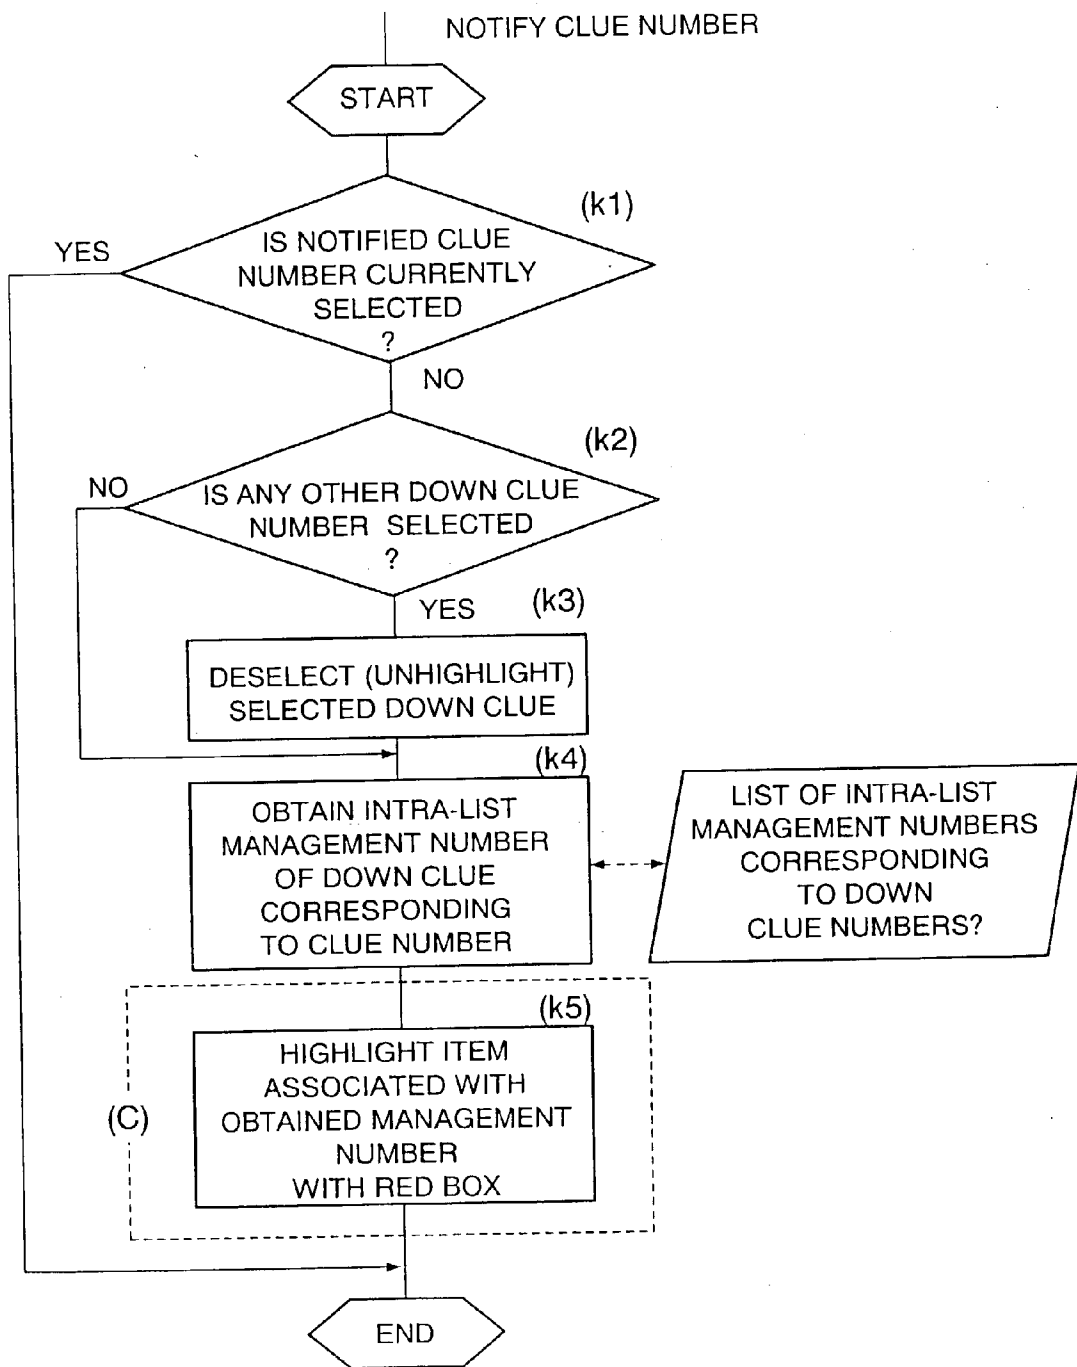 NOTIFY CLUE NUMBER
START
(k1)
YES
IS NOTIFIED CLUE
NUMBER CURRENTLY
SELECTED
?
NO
(k2)
NO
IS ANY OTHER DOWN CLUE
NUMBER SELECTED
?
YES
(k3)
DESELECT (UNHIGHLIGHT)
SELECTED DOWN CLUE
(k4)
OBTAIN INTRA-LIST
MANAGEMENT NUMBER
OF DOWN CLUE
CORRESPONDING
TO CLUE NUMBER
LIST OF INTRA-LIST
MANAGEMENT NUMBERS
CORRESPONDING
TO DOWN
CLUE NUMBERS?
(k5)
HIGHLIGHT ITEM
ASSOCIATED WITH
OBTAINED MANAGEMENT
NUMBER
WITH RED BOX
(C)
END